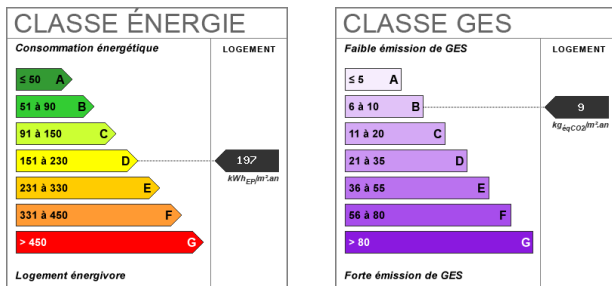 CLASSE ÉNERGIE
Consommation énergétique
LOGEMENT
≤ 50 A
51 à 90 B
91 à 150 C
151 à 230 D
197
kWhEP/m².an
231 à 330 E
331 à 450 F
> 450 G
Logement énergivore
CLASSE GES
Faible émission de GES
LOGEMENT
≤ 5 A
6 à 10 B
9
kgéqCO2/m².an
11 à 20 C
21 à 35 D
36 à 55 E
56 à 80 F
> 80 G
Forte émission de GES